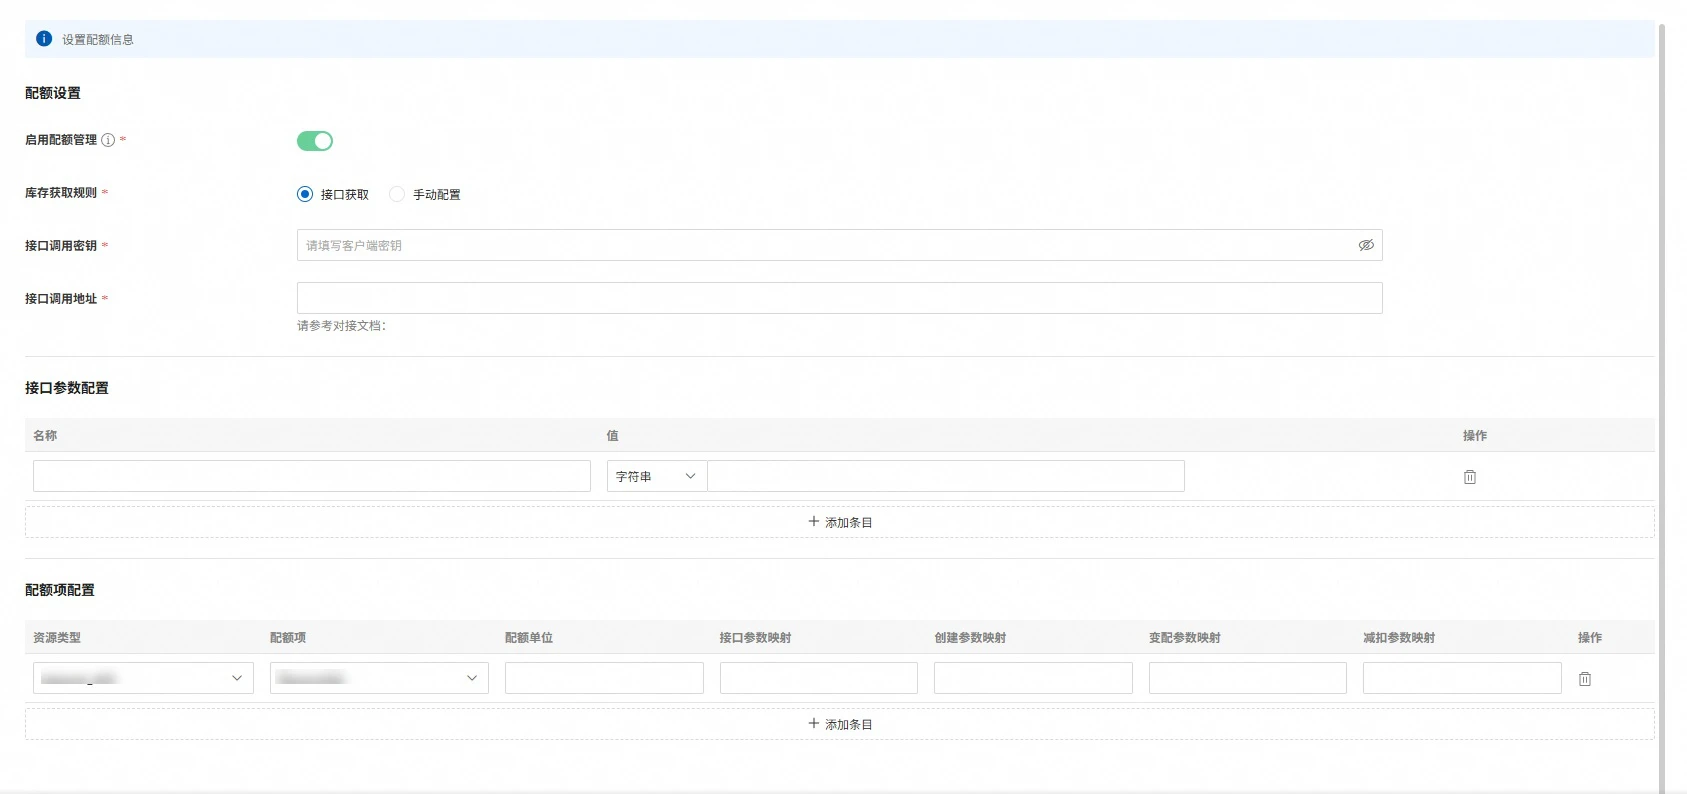 设置配额信息
配额设置
启用配额管理 *
库存获取规则 *
接口获取 手动配置
接口调用密钥 *
请填写客户端密钥
接口调用地址 *
请参考对接文档:
接口参数配置
名称 值 操作
字符串
+ 添加条目
配额项配置
资源类型 配额项 配额单位 接口参数映射 创建参数映射 变配参数映射 减扣参数映射 操作
+ 添加条目